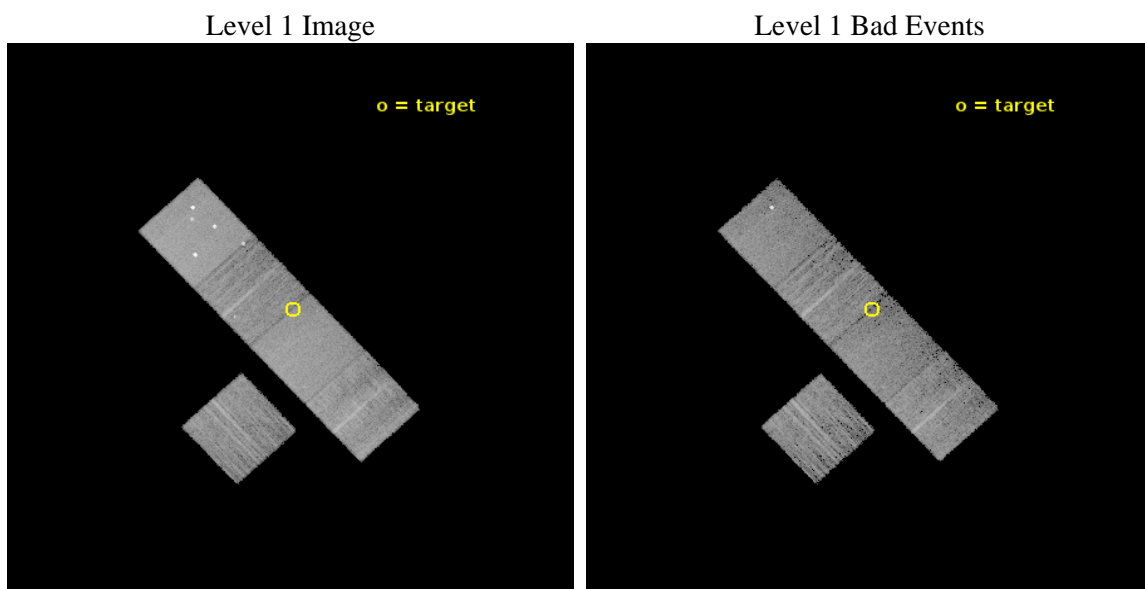 Level 1 Image
Level 1 Bad Events
o = target
o = target